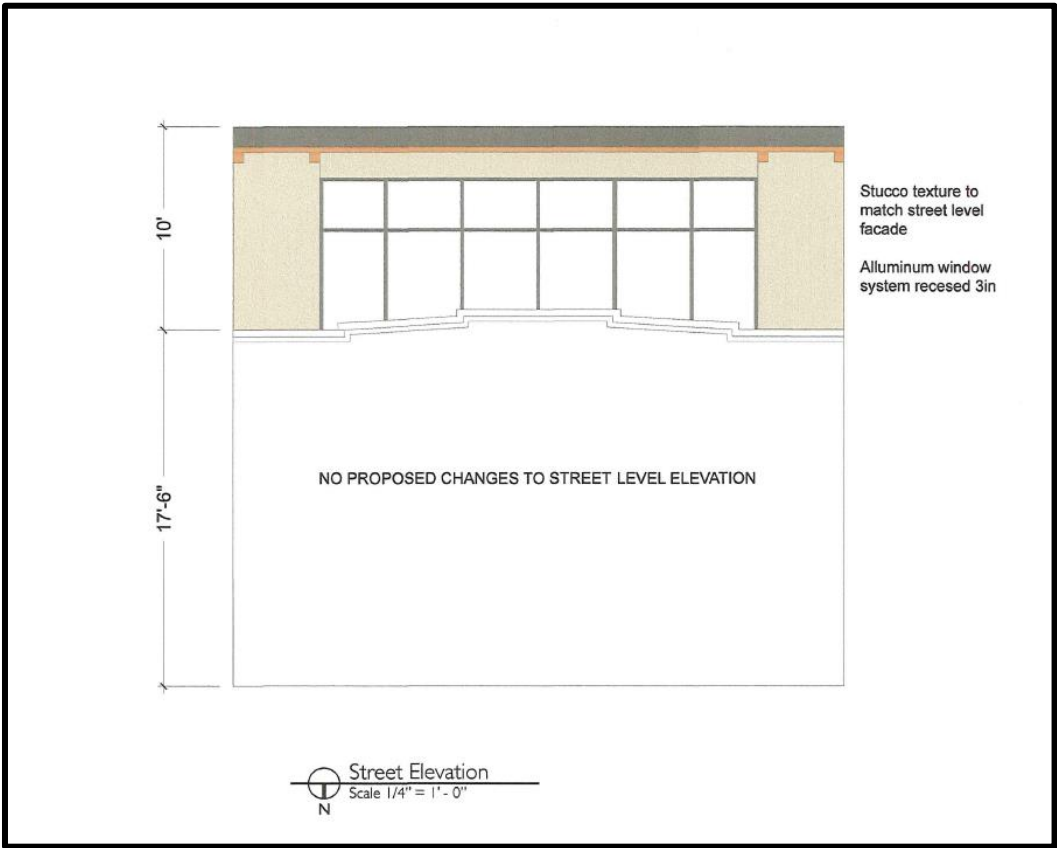 10'
Stucco texture to
match street level
facade
Alluminum window
system recesed 3in
NO PROPOSED CHANGES TO STREET LEVEL ELEVATION
17'-6"
Street Elevation
Scale 1/4" = 1' - 0"
N